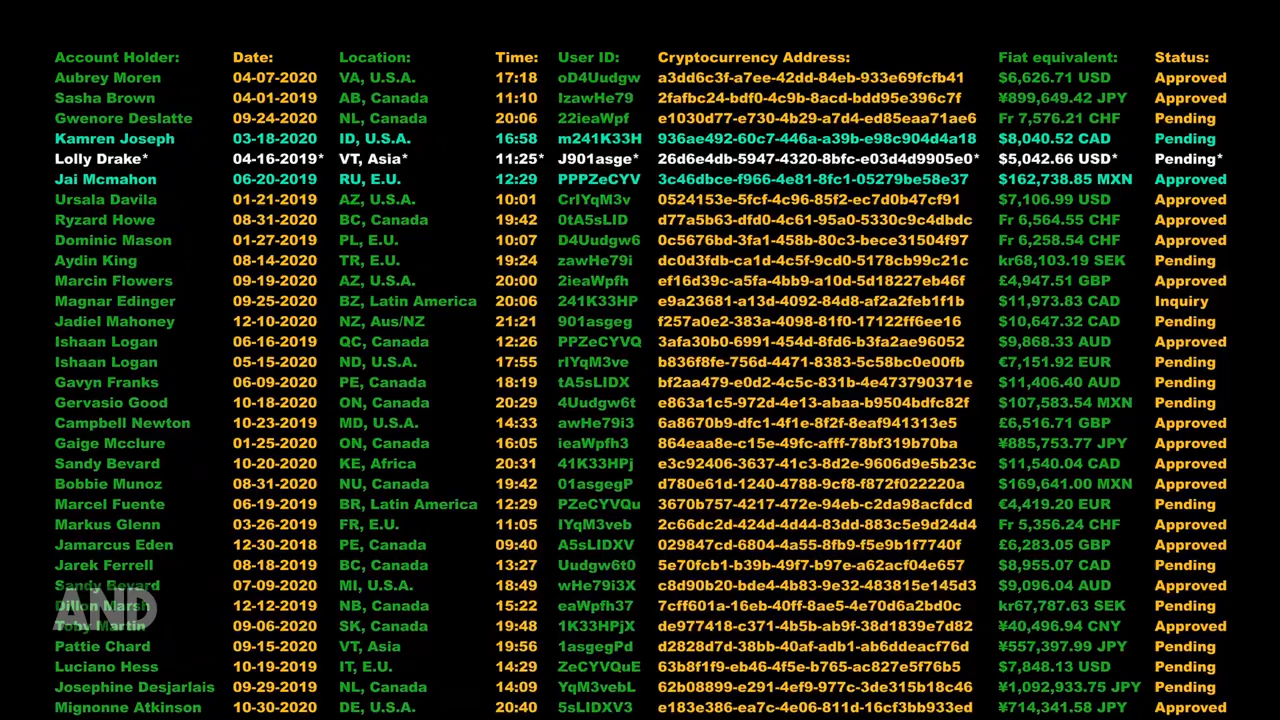 Account Holder: Date: Location: Time: User ID: Cryptocurrency Address: Fiat equivalent: Status:
Aubrey Moren 04-07-2020 VA, U.S.A. 17:18 oD4Uudgw a3dd6c3f-a7ee-42dd-84eb-933e69fcfb41 $6,626.71 USD Approved
Sasha Brown 04-01-2019 AB, Canada 11:10 IzawHe79 2fafbc24-bdf0-4c9b-8acd-bdd95e396c7f ¥899,649.42 JPY Approved
Gwenore Deslatte 09-24-2020 NL, Canada 20:06 22ieaWpf e1030d77-e730-4b29-a7d4-ed85eaa71ae6 Fr 7,576.21 CHF Pending
Kamren Joseph 03-18-2020 ID, U.S.A. 16:58 m241K33H 936ae492-60c7-446a-a39b-e98c904d4a18 $8,040.52 CAD Pending
Lolly Drake* 04-16-2019* VT, Asia* 11:25* J901asge* 26d6e4db-5947-4320-8bfc-e03d4d9905e0* $5,042.66 USD* Pending*
Jai Mcmahon 06-20-2019 RU, E.U. 12:29 PPPZeCYV 3c46dbce-f966-4e81-8fc1-05279be58e37 $162,738.85 MXN Approved
Ursala Davila 01-21-2019 AZ, U.S.A. 10:01 CrIYqM3v 0524153e-5fcf-4c96-85f2-ec7d0b47cf91 $7,106.99 USD Approved
Ryzard Howe 08-31-2020 BC, Canada 19:42 0tA5sLID d77a5b63-dfd0-4c61-95a0-5330c9c4dbdc Fr 6,564.55 CHF Approved
Dominic Mason 01-27-2019 PL, E.U. 10:07 D4Uudgw6 0c5676bd-3fa1-458b-80c3-bece31504f97 Fr 6,258.54 CHF Approved
Aydin King 08-14-2020 TR, E.U. 19:24 zawHe79i dc0d3fdb-ca1d-4c5f-9cd0-5178cb99c21c kr68,103.19 SEK Pending
Marcin Flowers 09-19-2020 AZ, U.S.A. 20:00 2ieaWpfh ef16d39c-a5fa-4bb9-a10d-5d18227eb46f £4,947.51 GBP Approved
Magnar Edinger 09-25-2020 BZ, Latin America 20:06 241K33HP e9a23681-a13d-4092-84d8-af2a2feb1f1b $11,973.83 CAD Inquiry
Jadiel Mahoney 12-10-2020 NZ, Aus/NZ 21:21 901asgeg f257a0e2-383a-4098-81f0-17122ff6ee16 $10,647.32 CAD Pending
Ishaan Logan 06-16-2019 QC, Canada 12:26 PPZeCYVQ 3afa30b0-6991-454d-8fd6-b3fa2ae96052 $9,868.33 AUD Approved
Ishaan Logan 05-15-2020 ND, U.S.A. 17:55 rIYqM3ve b836f8fe-756d-4471-8383-5c58bc0e00fb €7,151.92 EUR Pending
Gavyn Franks 06-09-2020 PE, Canada 18:19 tA5sLIDX bf2aa479-e0d2-4c5c-831b-4e473790371e $11,406.40 AUD Pending
Gervasio Good 10-18-2020 ON, Canada 20:29 4Uudgw6t e863a1c5-972d-4e13-abaa-b9504bdfc82f $107,583.54 MXN Pending
Campbell Newton 10-23-2019 MD, U.S.A. 14:33 awHe79i3 6a8670b9-dfc1-4f1e-8f2f-8eaf941313e5 £6,516.71 GBP Approved
Gaige Mcclure 01-25-2020 ON, Canada 16:05 ieaWpfh3 864eaa8e-c15e-49fc-afff-78bf319b70ba ¥885,753.77 JPY Approved
Sandy Bevard 10-20-2020 KE, Africa 20:31 41K33HPj e3c92406-3637-41c3-8d2e-9606d9e5b23c $11,540.04 CAD Approved
Bobbie Munoz 08-31-2020 NU, Canada 19:42 01asgegP d780e61d-1240-4788-9cf8-f872f022220a $169,641.00 MXN Approved
Marcel Fuente 06-19-2019 BR, Latin America 12:29 PZeCYVQu 3670b757-4217-472e-94eb-c2da98acfdcd €4,419.20 EUR Pending
Markus Glenn 03-26-2019 FR, E.U. 11:05 IYqM3veb 2c66dc2d-424d-4d44-83dd-883c5e9d24d4 Fr 5,356.24 CHF Approved
Jamarcus Eden 12-30-2018 PE, Canada 09:40 A5sLIDXV 029847cd-6804-4a55-8fb9-f5e9b1f7740f £6,283.05 GBP Approved
Jarek Ferrell 08-18-2019 BC, Canada 13:27 Uudgw6t0 5e70fcb1-b39b-49f7-b97e-a62acf04e657 $8,955.07 CAD Approved
Sandy Bevard 07-09-2020 MI, U.S.A. 18:49 wHe79i3X c8d90b20-bde4-4b83-9e32-483815e145d3 $9,096.04 AUD Approved
Dillon Marsh 12-12-2019 NB, Canada 15:22 eaWpfh37 7cff601a-16eb-40ff-8ae5-4e70d6a2bd0c kr67,787.63 SEK Pending
AND
Toby Martin 09-06-2020 SK, Canada 19:48 1K33HPjX de977418-c371-4b5b-ab9f-38d1839e7d82 ¥40,496.94 CNY Approved
Pattie Chard 09-15-2020 VT, Asia 19:56 1asgegPd d2828d7d-38bb-40af-adb1-ab6ddeacf76d ¥557,397.99 JPY Pending
Luciano Hess 10-19-2019 IT, E.U. 14:29 ZeCYVQuE 63b8f1f9-eb46-4f5e-b765-ac827e5f76b5 $7,848.13 USD Pending
Josephine Desjarlais 09-29-2019 NL, Canada 14:09 YqM3vebL 62b08899-e291-4ef9-977c-3de315b18c46 ¥1,092,933.75 JPY Pending
Mignonne Atkinson 10-30-2020 DE, U.S.A. 20:40 5sLIDXV3 e183e386-ea7c-4e06-811d-16cf3bb933ed ¥714,341.58 JPY Approved